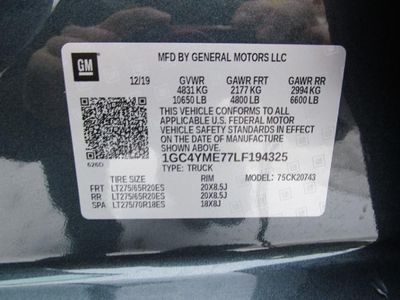 GM
MFD BY GENERAL MOTORS LLC
12/19 GVWR GAWR FRT GAWR RR
4831 KG 2177 KG 2994 KG
10650 LB 4800 LB 6600 LB
THIS VEHICLE CONFORMS TO ALL
APPLICABLE U.S. FEDERAL MOTOR
VEHICLE SAFETY STANDARDS IN EFFECT
ON THE DATE OF MANUFACTURE SHOWN ABOVE.
1GC4YME77LF194325
626D TYPE: TRUCK
TIRE SIZE RIM MODEL: 75CK20743
FRT LT275/65R20ES 20X8.5J
RR LT275/65R20ES 20X8.5J
SPA LT275/70R18ES 18X8J